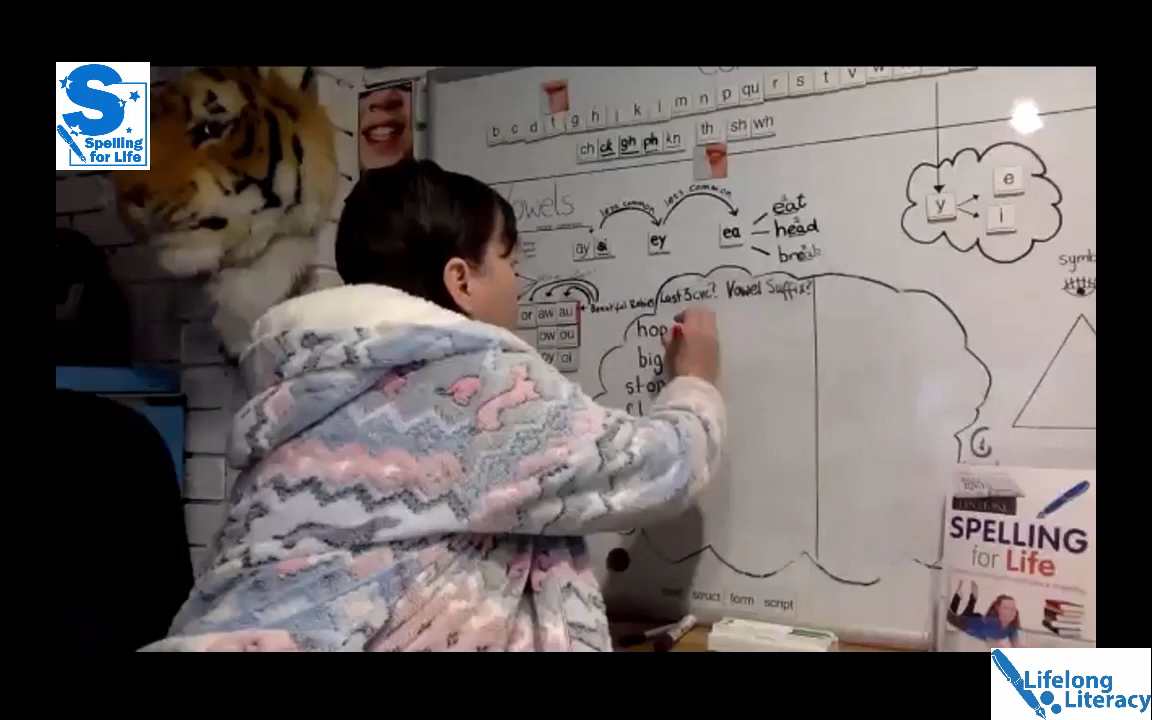 S
Spelling
for Life
b c d f g h j k l m n p qu r s t v w
ch ck gh ph kn th sh wh
Vowels
less common
less common
ay ai
ey
ea
eat
head
break
y
e
i
symb
or aw au
ow ou
oy oi
Beautiful
Last 3 cvc? Vowel Suffix?
hop
big
stop
struct form script
SPELLING
for Life
Lifelong
Literacy